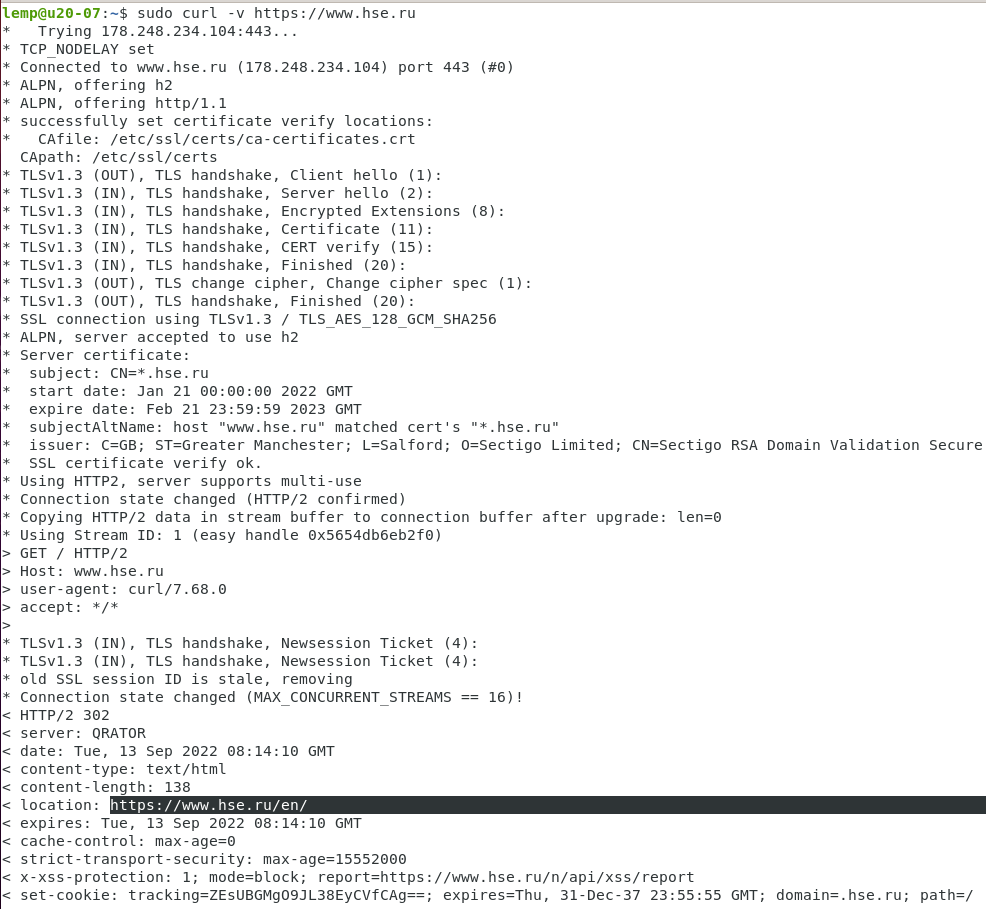 lemp@u20-07:~$ sudo curl -v https://www.hse.ru
*   Trying 178.248.234.104:443...
* TCP_NODELAY set
* Connected to www.hse.ru (178.248.234.104) port 443 (#0)
* ALPN, offering h2
* ALPN, offering http/1.1
* successfully set certificate verify locations:
*   CAfile: /etc/ssl/certs/ca-certificates.crt
  CApath: /etc/ssl/certs
* TLSv1.3 (OUT), TLS handshake, Client hello (1):
* TLSv1.3 (IN), TLS handshake, Server hello (2):
* TLSv1.3 (IN), TLS handshake, Encrypted Extensions (8):
* TLSv1.3 (IN), TLS handshake, Certificate (11):
* TLSv1.3 (IN), TLS handshake, CERT verify (15):
* TLSv1.3 (IN), TLS handshake, Finished (20):
* TLSv1.3 (OUT), TLS change cipher, Change cipher spec (1):
* TLSv1.3 (OUT), TLS handshake, Finished (20):
* SSL connection using TLSv1.3 / TLS_AES_128_GCM_SHA256
* ALPN, server accepted to use h2
* Server certificate:
*  subject: CN=*.hse.ru
*  start date: Jan 21 00:00:00 2022 GMT
*  expire date: Feb 21 23:59:59 2023 GMT
*  subjectAltName: host "www.hse.ru" matched cert's "*.hse.ru"
*  issuer: C=GB; ST=Greater Manchester; L=Salford; O=Sectigo Limited; CN=Sectigo RSA Domain Validation Secure
*  SSL certificate verify ok.
* Using HTTP2, server supports multi-use
* Connection state changed (HTTP/2 confirmed)
* Copying HTTP/2 data in stream buffer to connection buffer after upgrade: len=0
* Using Stream ID: 1 (easy handle 0x5654db6eb2f0)
> GET / HTTP/2
> Host: www.hse.ru
> user-agent: curl/7.68.0
> accept: */*
>
* TLSv1.3 (IN), TLS handshake, Newsession Ticket (4):
* TLSv1.3 (IN), TLS handshake, Newsession Ticket (4):
* old SSL session ID is stale, removing
* Connection state changed (MAX_CONCURRENT_STREAMS == 16)!
< HTTP/2 302
< server: QRATOR
< date: Tue, 13 Sep 2022 08:14:10 GMT
< content-type: text/html
< content-length: 138
< location: https://www.hse.ru/en/
< expires: Tue, 13 Sep 2022 08:14:10 GMT
< cache-control: max-age=0
< strict-transport-security: max-age=15552000
< x-xss-protection: 1; mode=block; report=https://www.hse.ru/n/api/xss/report
< set-cookie: tracking=ZEsUBGMgO9JL38EyCVfCAg==; expires=Thu, 31-Dec-37 23:55:55 GMT; domain=.hse.ru; path=/